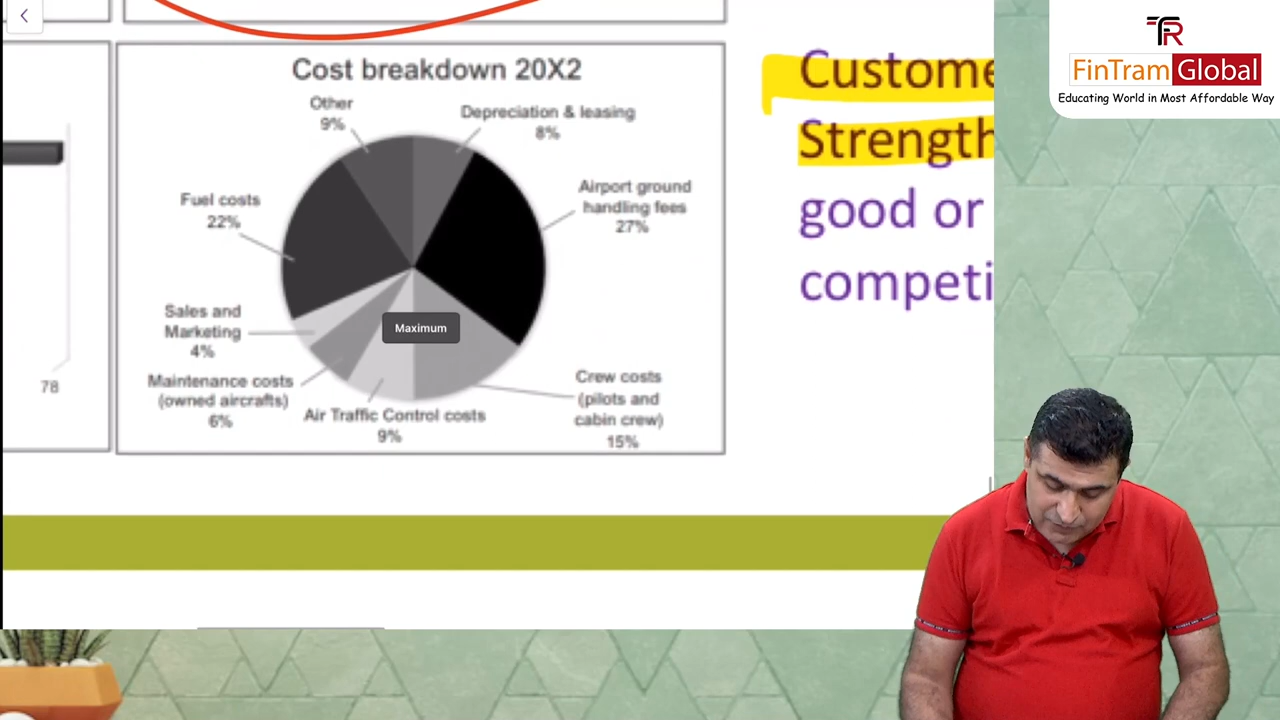 Cost breakdown 20X2
Other
9%
Depreciation & leasing
8%
Airport ground
handling fees
27%
Fuel costs
22%
Sales and
Marketing
4%
Maximum
Maintenance costs
(owned aircrafts)
6%
Air Traffic Control costs
9%
Crew costs
(pilots and
cabin crew)
15%
78
Custome
Strength
good or
competi
TR
FinTram Global
Educating World in Most Affordable Way